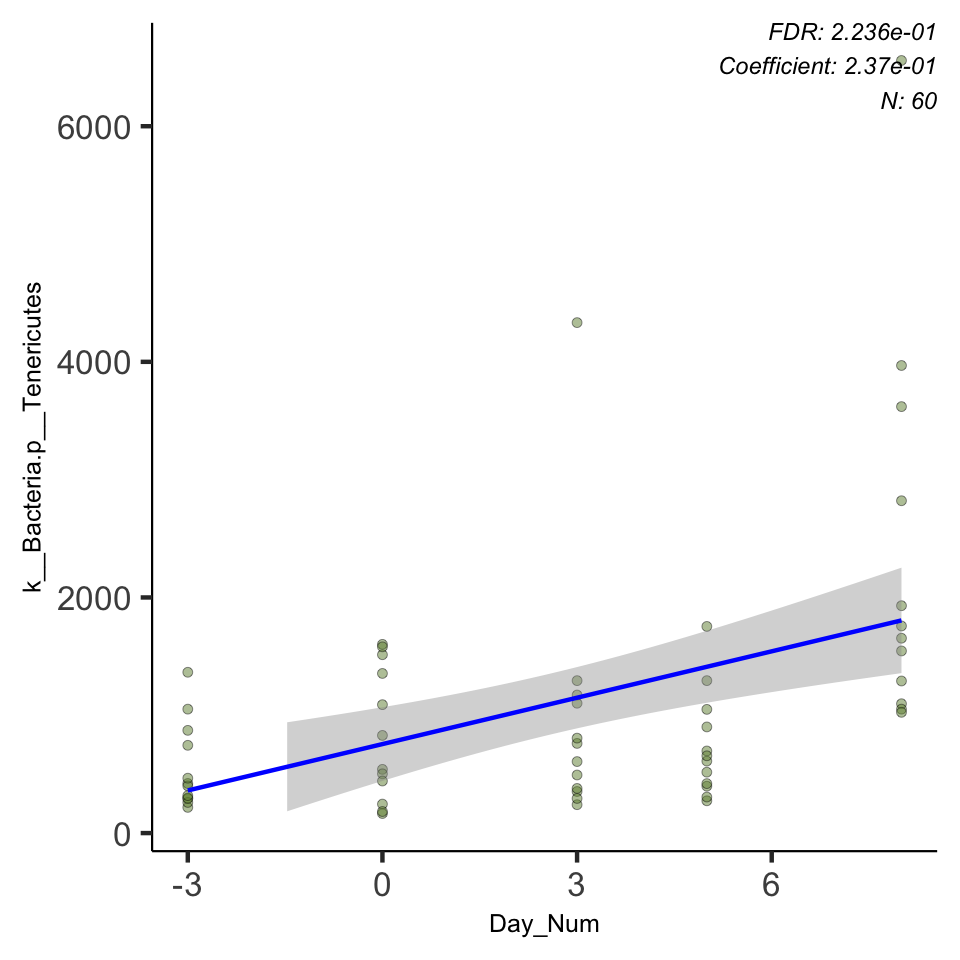 FDR: 2.236e-01
Coefficient: 2.37e-01
N: 60
6000
4000
2000
0
k__Bacteria.p__Tenericutes
-3
0
3
6
Day_Num